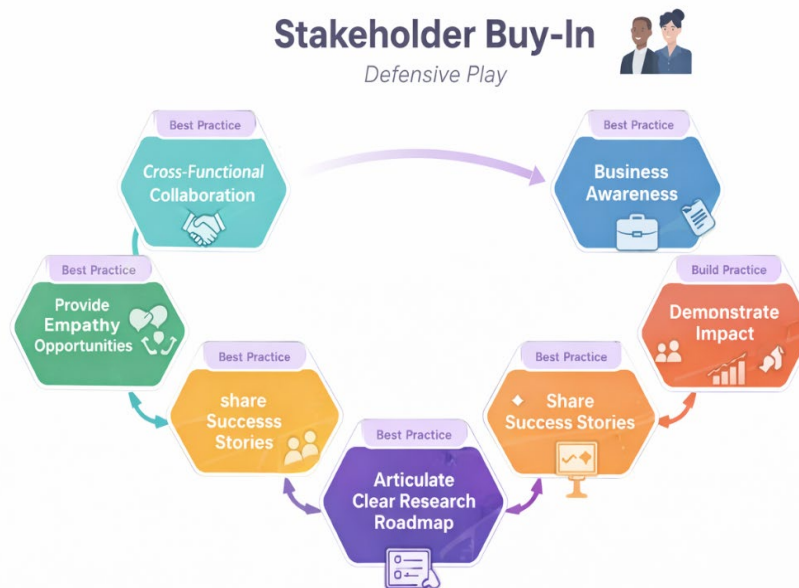 Stakeholder Buy-In
Defensive Play
Best Practice
Cross-Functional
Collaboration
Best Practice
Business
Awareness
Best Practice
Provide
Empathy
Opportunities
Build Practice
Demonstrate
Impact
Best Practice
share
Successs
Stories
Best Practice
Share
Success Stories
Best Practice
Articulate
Clear Research
Roadmap